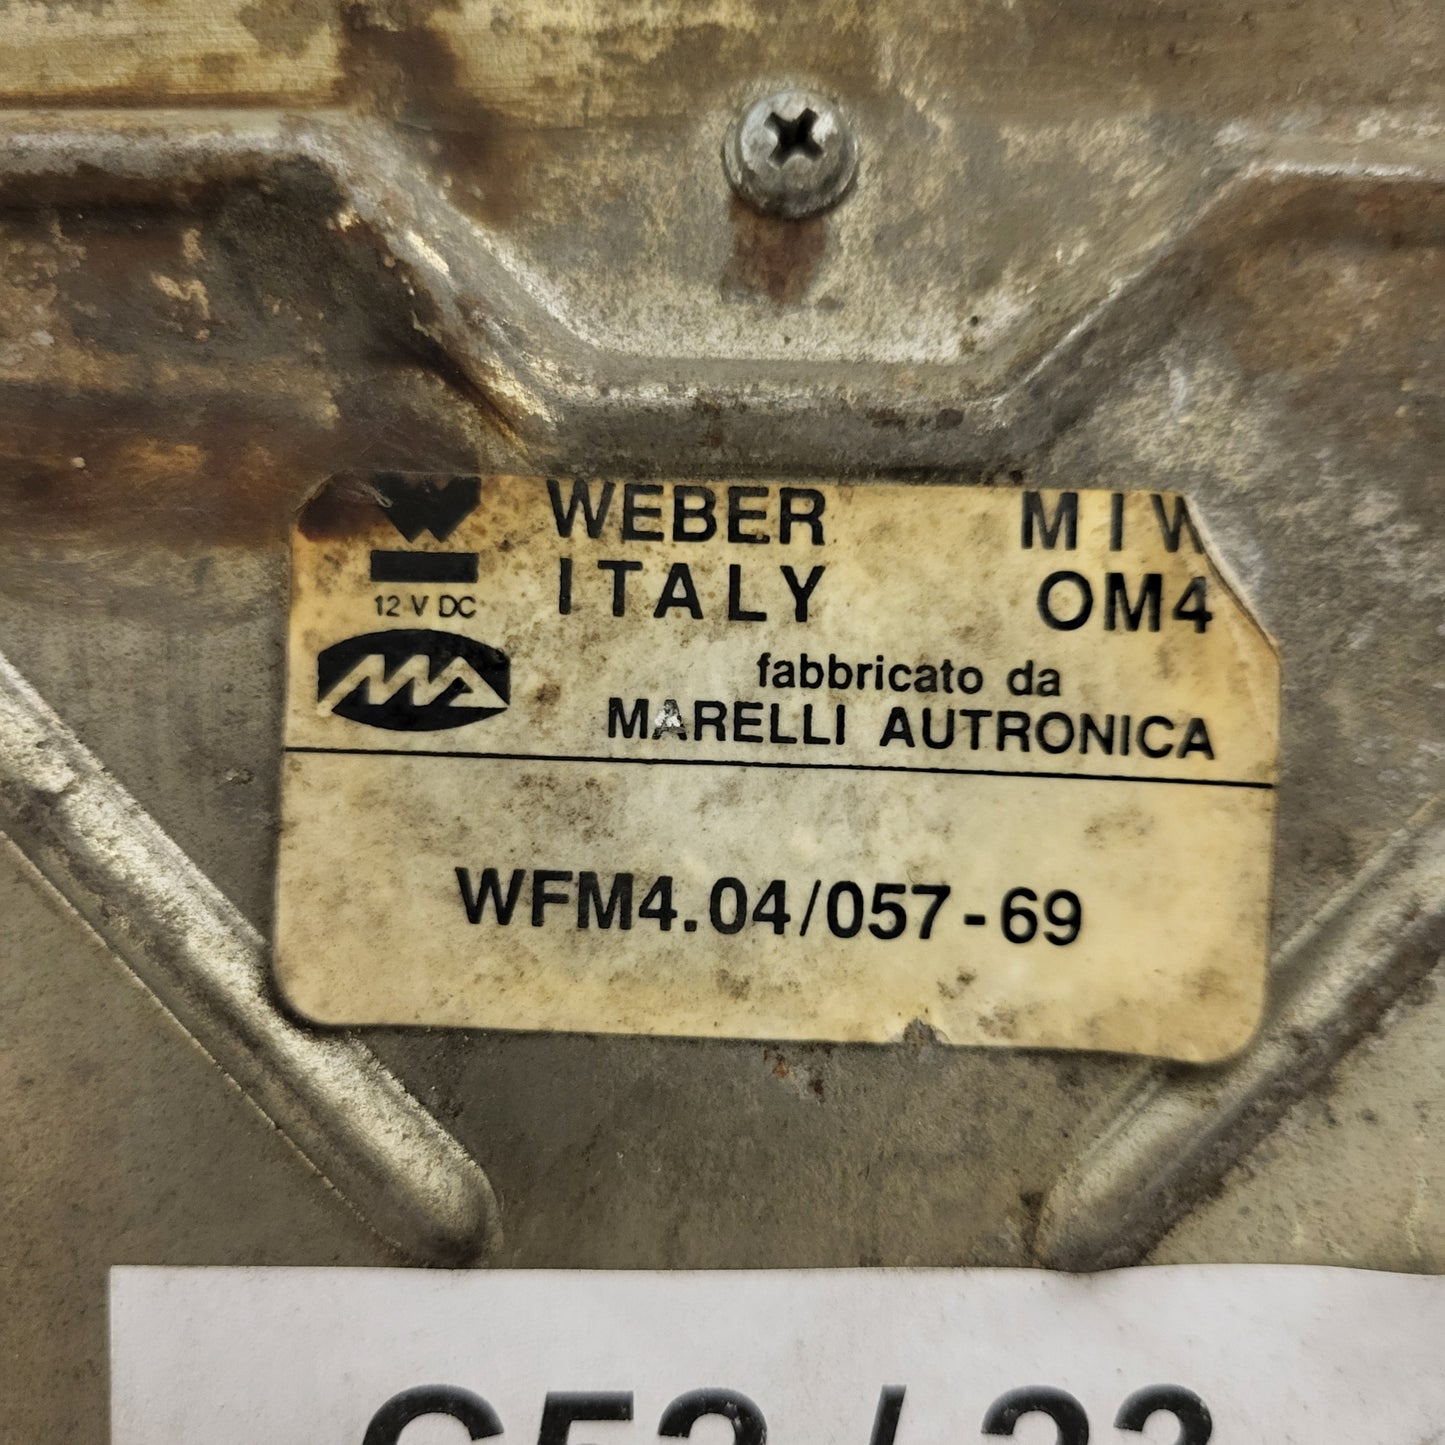 WEBER MIW
ITALY OM4
12 V DC
fabbricato da
MARELLI AUTRONICA
WFM4.04/057-69